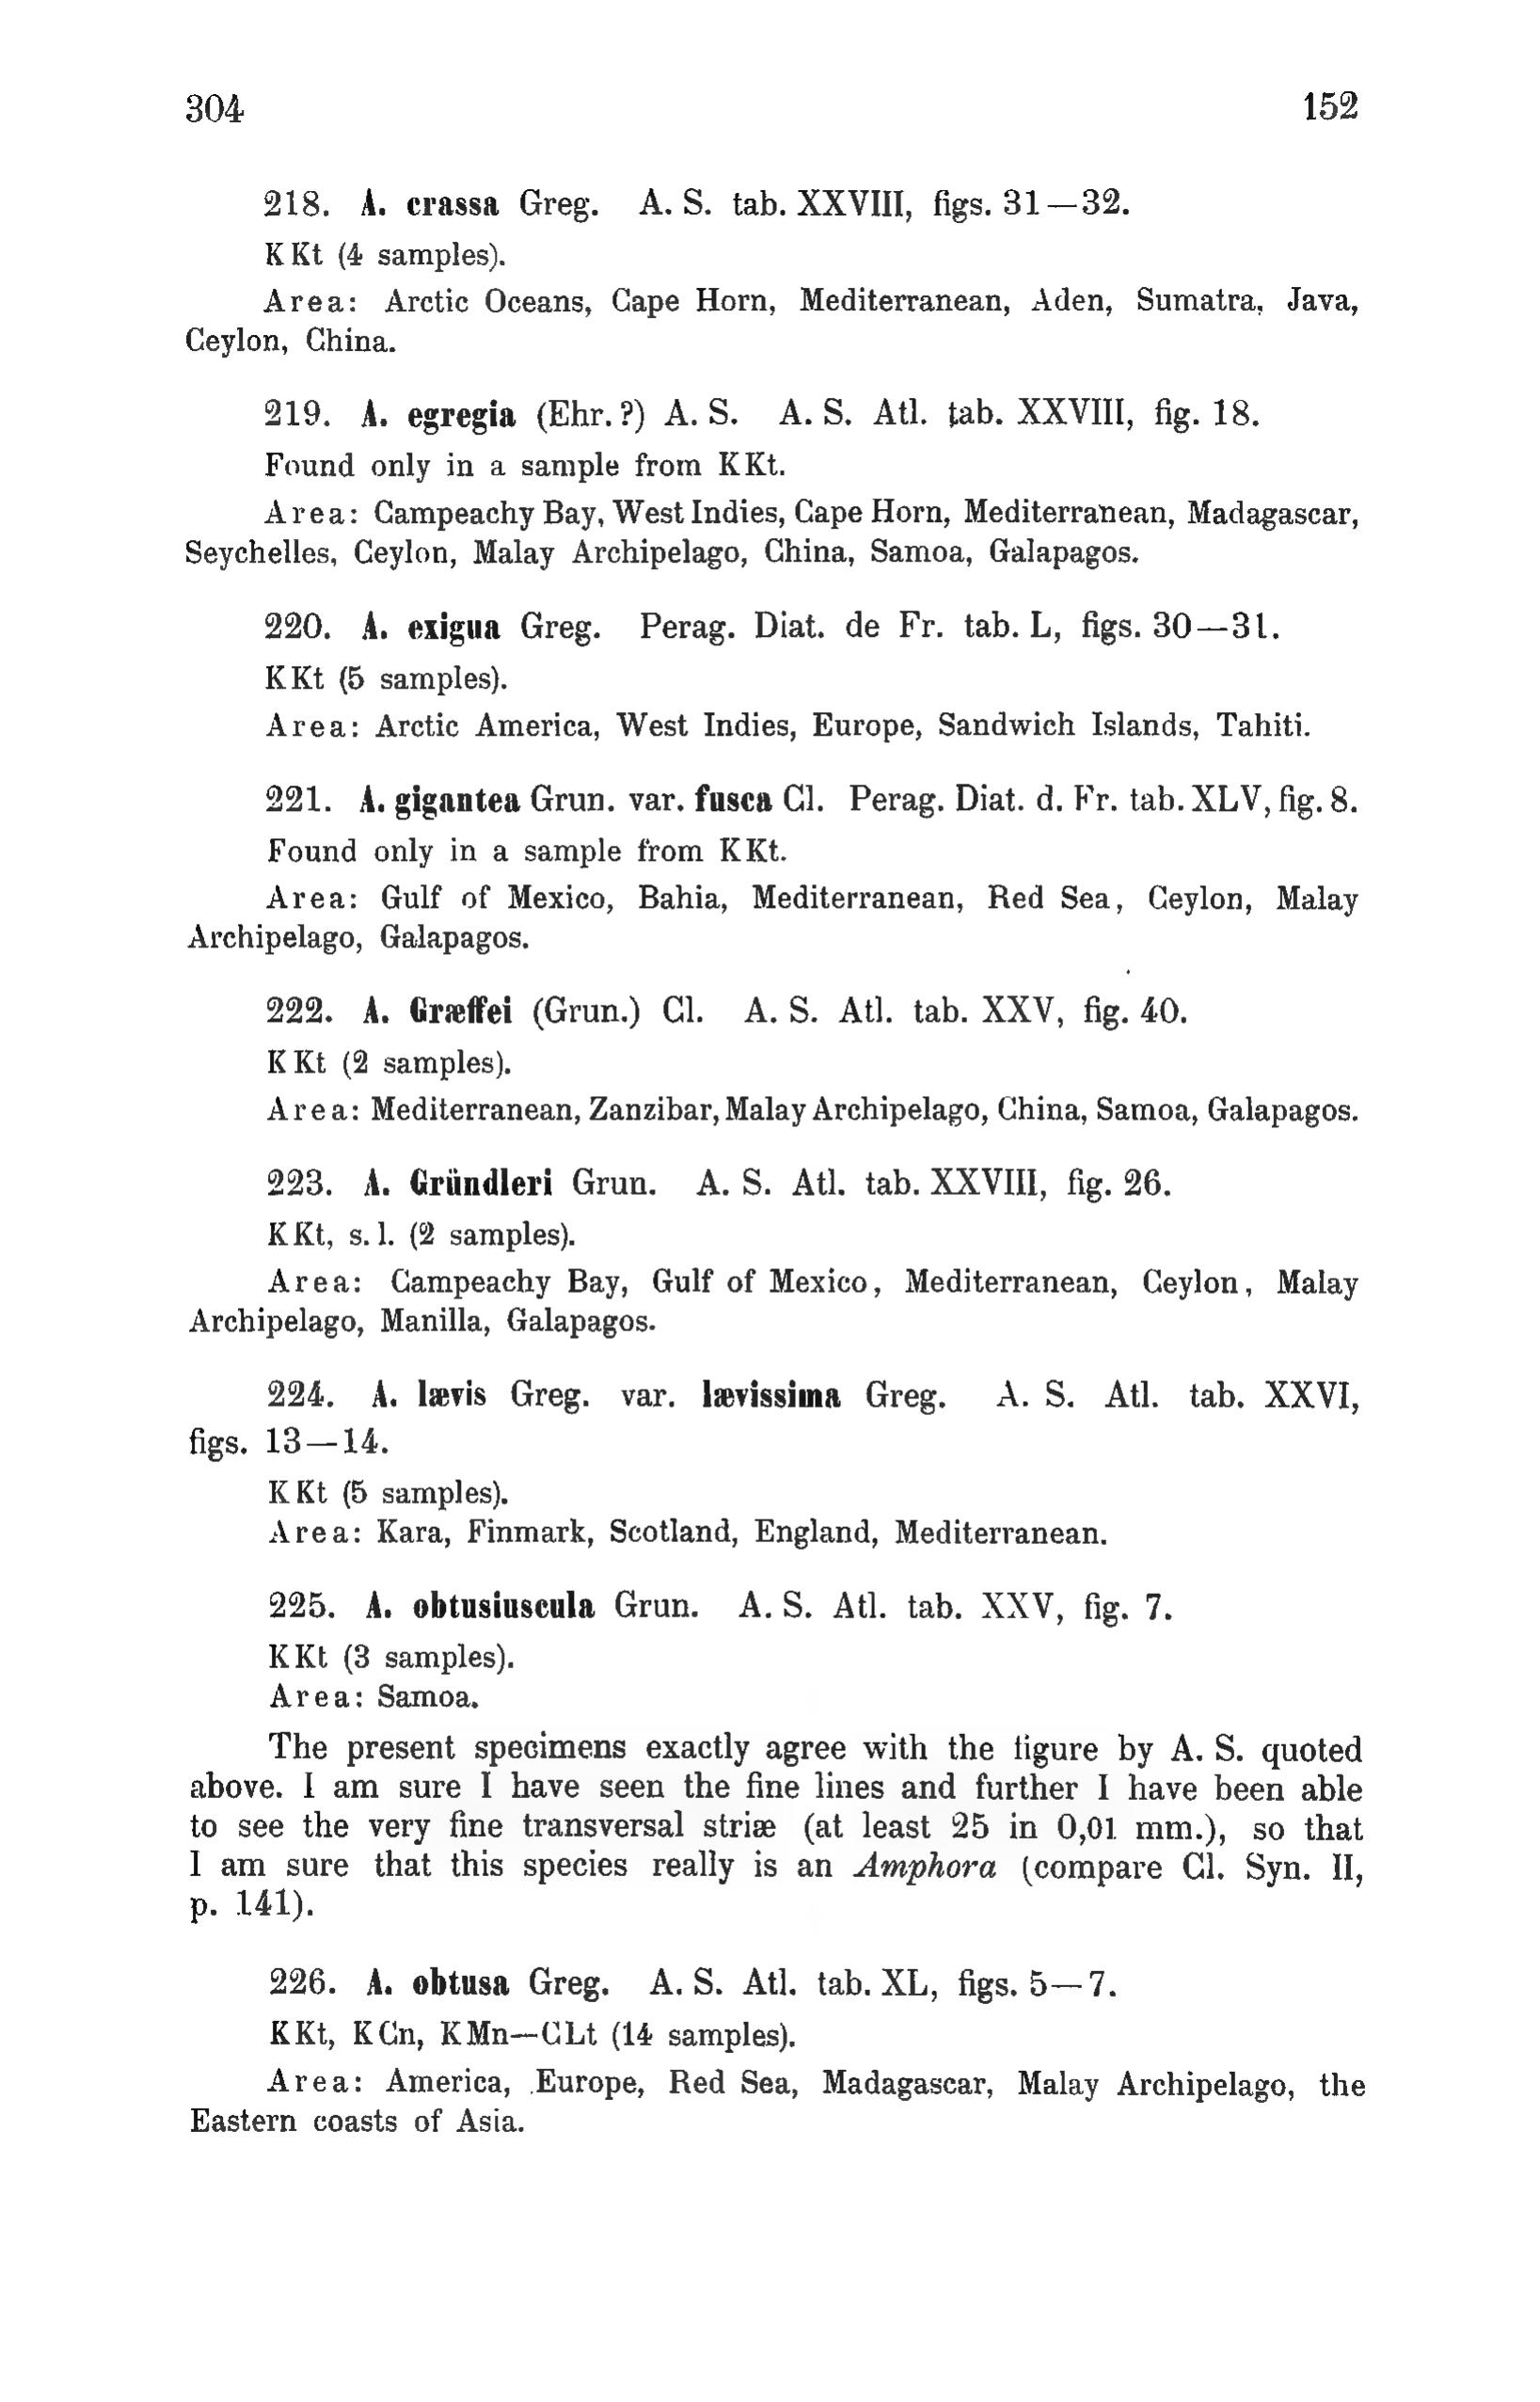 304 152
218. A. crassa Greg. A. S. tab. XXVIII, figs. 31—32.
K Kt (4 samples).
Area: Arctic Oceans, Cape Horn, Mediterranean, Aden, Sumatra, Java,
Ceylon, China.
219. A. egregia (Ehr.?) A. S. A. S. Atl. tab. XXVIII, fig. 18.
Found only in a sample from K Kt.
Area: Campeachy Bay, West Indies, Cape Horn, Mediterranean, Madagascar,
Seychelles, Ceylon, Malay Archipelago, China, Samoa, Galapagos.
220. A. exigua Greg. Perag. Diat. de Fr. tab. L, figs. 30—31.
K Kt (5 samples).
Area: Arctic America, West Indies, Europe, Sandwich Islands, Tahiti.
221. A. gigantea Grun. var. fusca Cl. Perag. Diat. d. Fr. tab. XLV, fig. 8.
Found only in a sample from K Kt.
Area: Gulf of Mexico, Bahia, Mediterranean, Red Sea, Ceylon, Malay
Archipelago, Galapagos.
222. A. Græffei (Grun.) Cl. A. S. Atl. tab. XXV, fig. 40.
K Kt (2 samples).
Area: Mediterranean, Zanzibar, Malay Archipelago, China, Samoa, Galapagos.
223. A. Gründleri Grun. A. S. Atl. tab. XXVIII, fig. 26.
K Kt, s. l. (2 samples).
Area: Campeachy Bay, Gulf of Mexico, Mediterranean, Ceylon, Malay
Archipelago, Manilla, Galapagos.
224. A. lævis Greg. var. lævissima Greg. A. S. Atl. tab. XXVI,
figs. 13—14.
K Kt (5 samples).
Area: Kara, Finmark, Scotland, England, Mediterranean.
225. A. obtusiuscula Grun. A. S. Atl. tab. XXV, fig. 7.
K Kt (3 samples).
Area: Samoa.
The present specimens exactly agree with the figure by A. S. quoted
above. I am sure I have seen the fine lines and further I have been able
to see the very fine transversal striæ (at least 25 in 0,01 mm.), so that
I am sure that this species really is an Amphora (compare Cl. Syn. II,
p. 141).
226. A. obtusa Greg. A. S. Atl. tab. XL, figs. 5—7.
K Kt, K Cn, K Mn—C Lt (14 samples).
Area: America, Europe, Red Sea, Madagascar, Malay Archipelago, the
Eastern coasts of Asia.